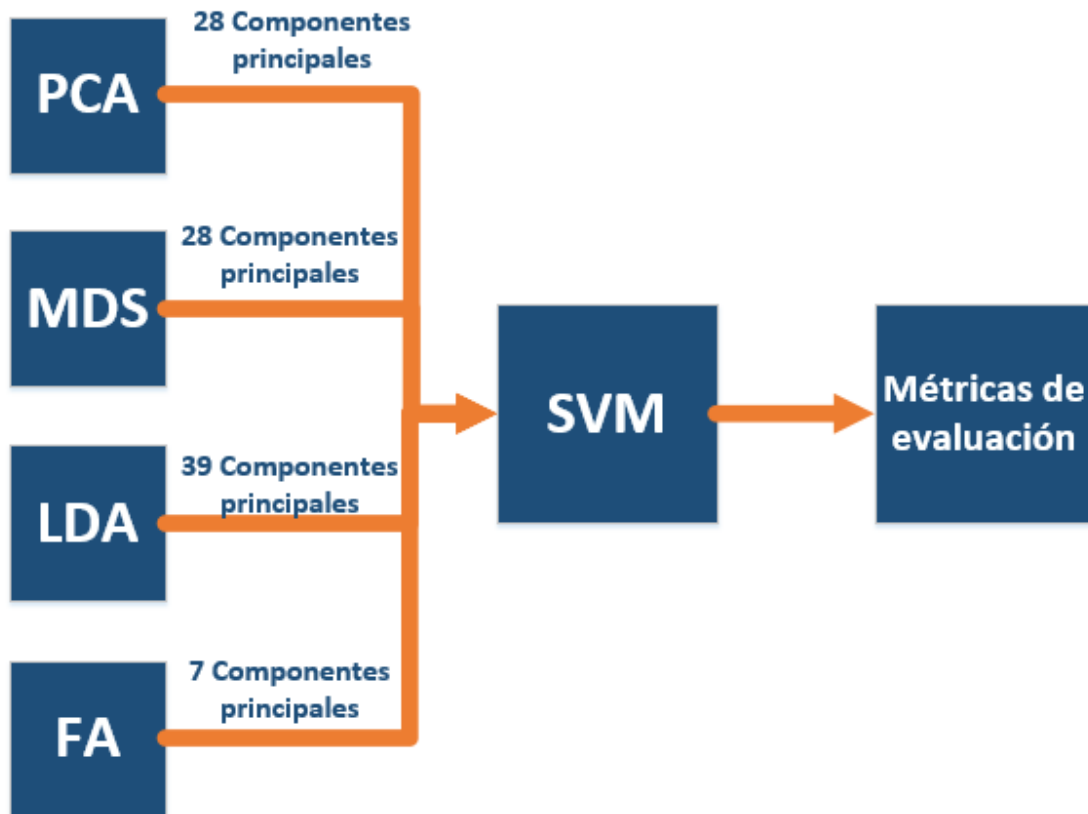 28 Componentes
principales
PCA
28 Componentes
principales
MDS
39 Componentes
principales
LDA
7 Componentes
principales
FA
SVM
Métricas de
evaluación